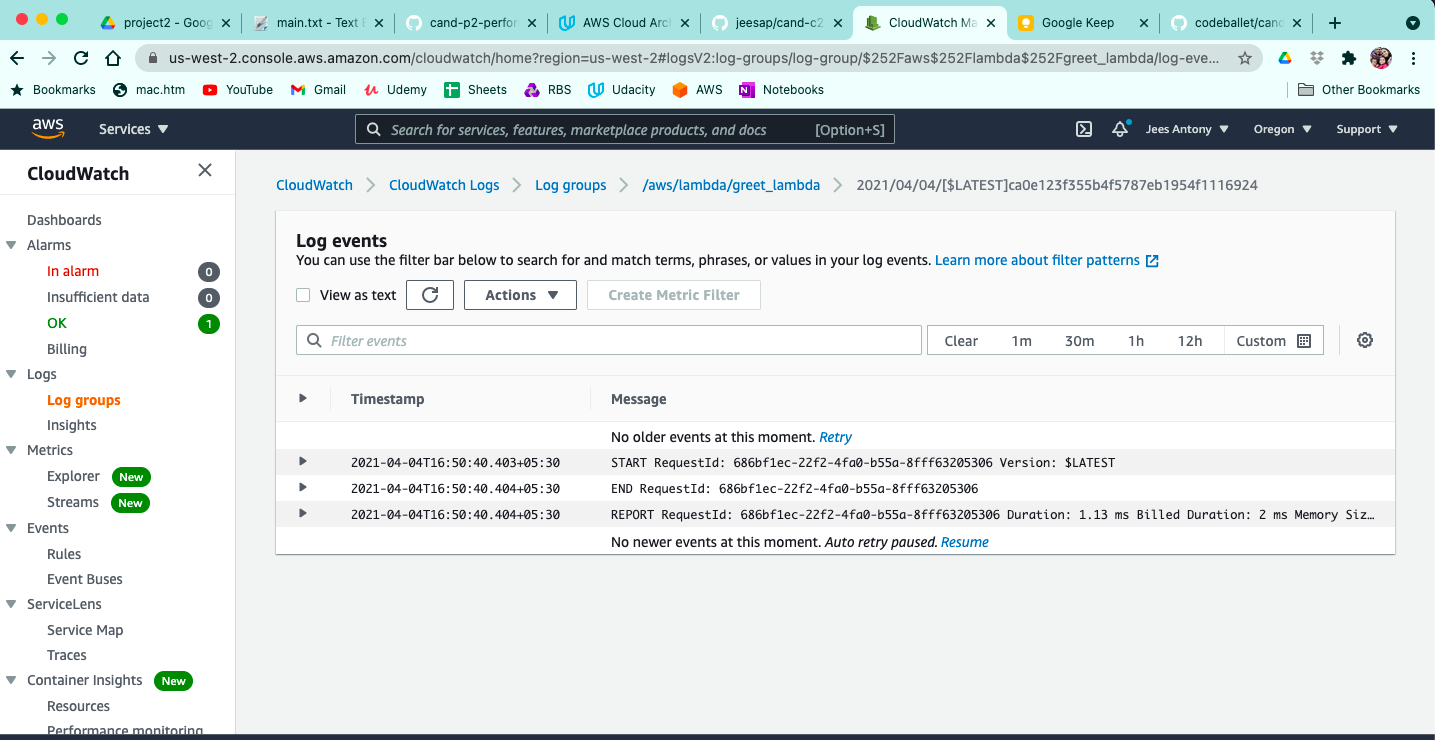 project2 - Goog
main.txt - Text E
cand-p2-perfor
AWS Cloud Arc
jeesap/cand-c2
CloudWatch Ma
Google Keep
codeballet/cand
us-west-2.console.aws.amazon.com/cloudwatch/home?region=us-west-2#logsV2:log-groups/log-group/$252Faws$252Flambda$252Fgreet_lambda/log-eve...
Bookmarks
mac.htm
YouTube
Gmail
Udemy
Sheets
RBS
Udacity
AWS
Notebooks
Other Bookmarks
aws
Services
Search for services, features, marketplace products, and docs
[Option+S]
Jees Antony
Oregon
Support
CloudWatch
Dashboards
Alarms
In alarm 0
Insufficient data 0
OK 1
Billing
Logs
Log groups
Insights
Metrics
Explorer New
Streams New
Events
Rules
Event Buses
ServiceLens
Service Map
Traces
Container Insights New
Resources
Performance monitoring
CloudWatch
CloudWatch Logs
Log groups
/aws/lambda/greet_lambda
2021/04/04/[$LATEST]ca0e123f355b4f5787eb1954f1116924
Log events
You can use the filter bar below to search for and match terms, phrases, or values in your log events. Learn more about filter patterns
View as text
Actions
Create Metric Filter
Filter events
Clear
1m
30m
1h
12h
Custom
Timestamp
Message
No older events at this moment. Retry
2021-04-04T16:50:40.403+05:30 START RequestId: 686bf1ec-22f2-4fa0-b55a-8fff63205306 Version: $LATEST
2021-04-04T16:50:40.404+05:30 END RequestId: 686bf1ec-22f2-4fa0-b55a-8fff63205306
2021-04-04T16:50:40.404+05:30 REPORT RequestId: 686bf1ec-22f2-4fa0-b55a-8fff63205306 Duration: 1.13 ms Billed Duration: 2 ms Memory Siz...
No newer events at this moment. Auto retry paused. Resume